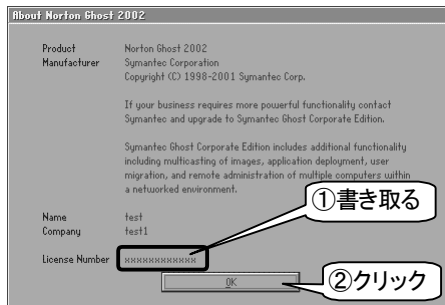 About Norton Ghost 2002
Product Norton Ghost 2002
Manufacturer Symantec Corporation
Copyright (C) 1998-2001 Symantec Corp.
If your business requires more powerful functionality contact
Symantec and upgrade to Symantec Ghost Corporate Edition.
Symantec Ghost Corporate Edition includes additional functionality
including multicasting of images, application deployment, user
migration, and remote administration of multiple computers within
a networked environment.
①書き取る
Name test
Company test1
License Number xxxxxxxxxxxx
OK
②クリック